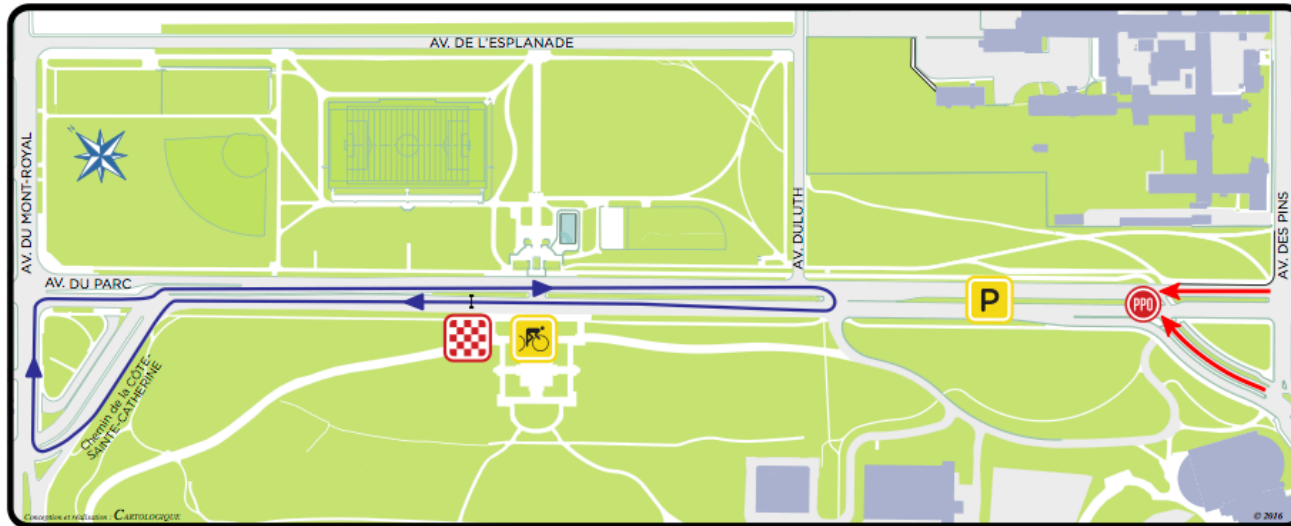 AV. DE L'ESPLANADE
AV. DU MONT-ROYAL
N
AV. DULUTH
AV. DES PINS
AV. DU PARC
P
PPO
Chemin de la CÔTE-
SAINTE-CATHERINE
Conception et réalisation : CARTOLOGIQUE
© 2016